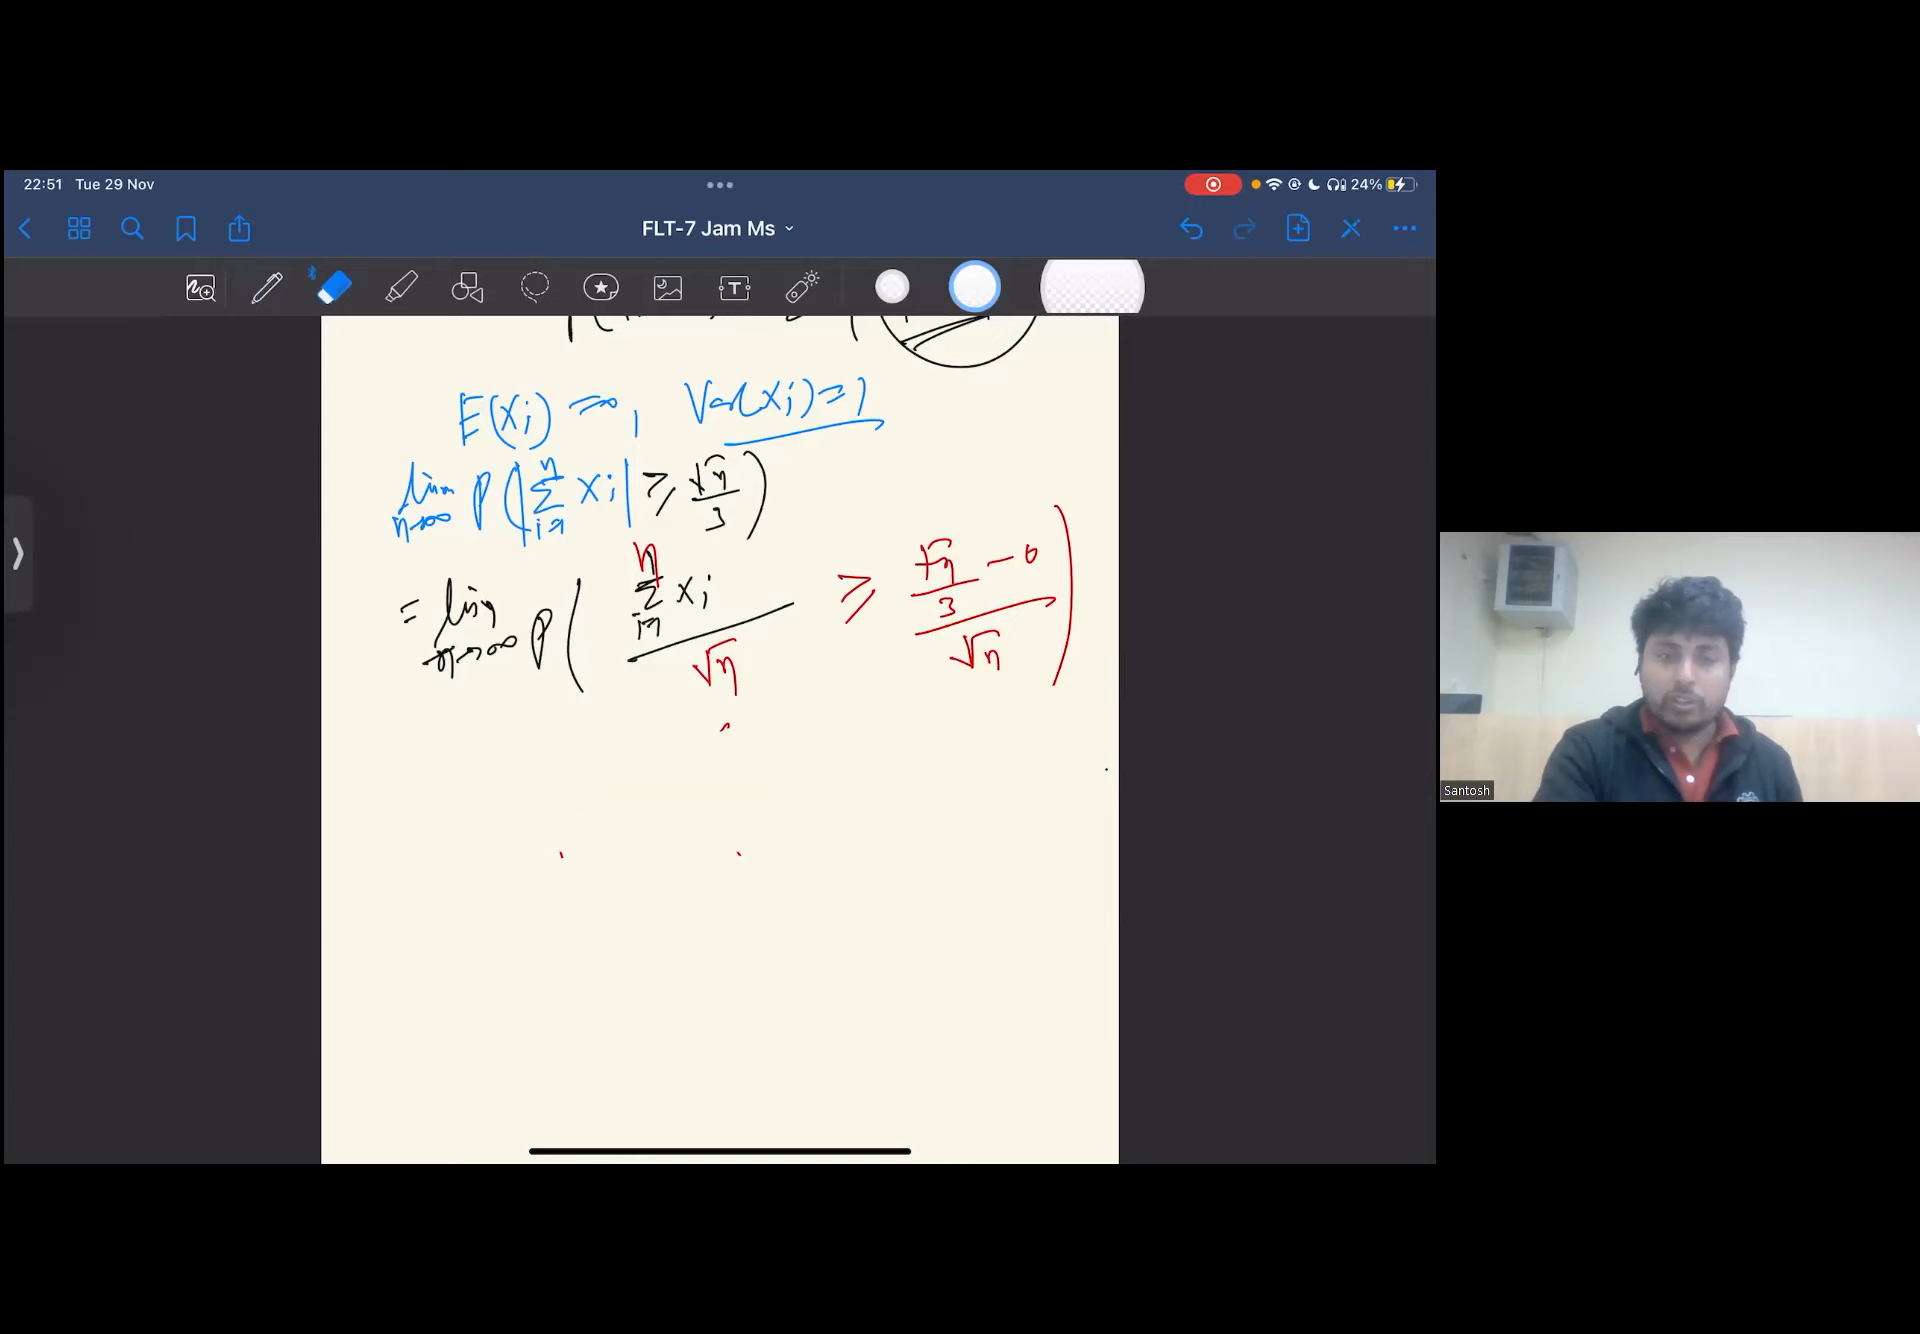 22:51 Tue 29 Nov
24%
FLT-7 Jam Ms
E(Xi) = 0, Var(Xi) = 1
lim n→∞ P(|∑ i=1 n Xi| ≥ √n/3)
= lim n→∞ P( ∑ i=1 n Xi / √n ≥ (√n/3 - 0) / √n )
Santosh